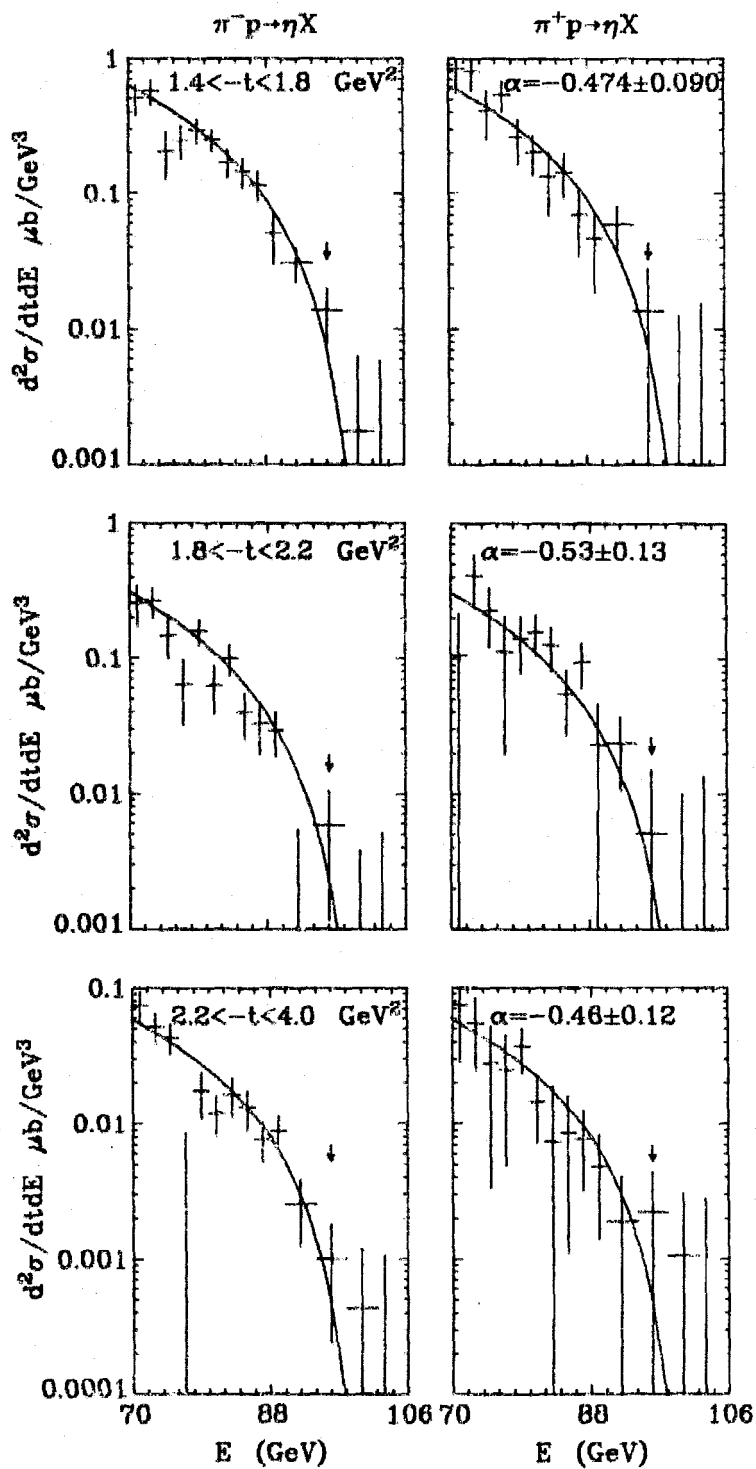 π⁻p→ηX π⁺p→ηX
1.4<-t<1.8 GeV² α=-0.474±0.090
1
0.1
0.01
0.001
d²σ/dtdE μb/GeV³
1.8<-t<2.2 GeV² α=-0.53±0.13
1
0.1
0.01
0.001
d²σ/dtdE μb/GeV³
2.2<-t<4.0 GeV² α=-0.46±0.12
0.1
0.01
0.001
0.0001
d²σ/dtdE μb/GeV³
70 88 106 70 88 106
E (GeV) E (GeV)